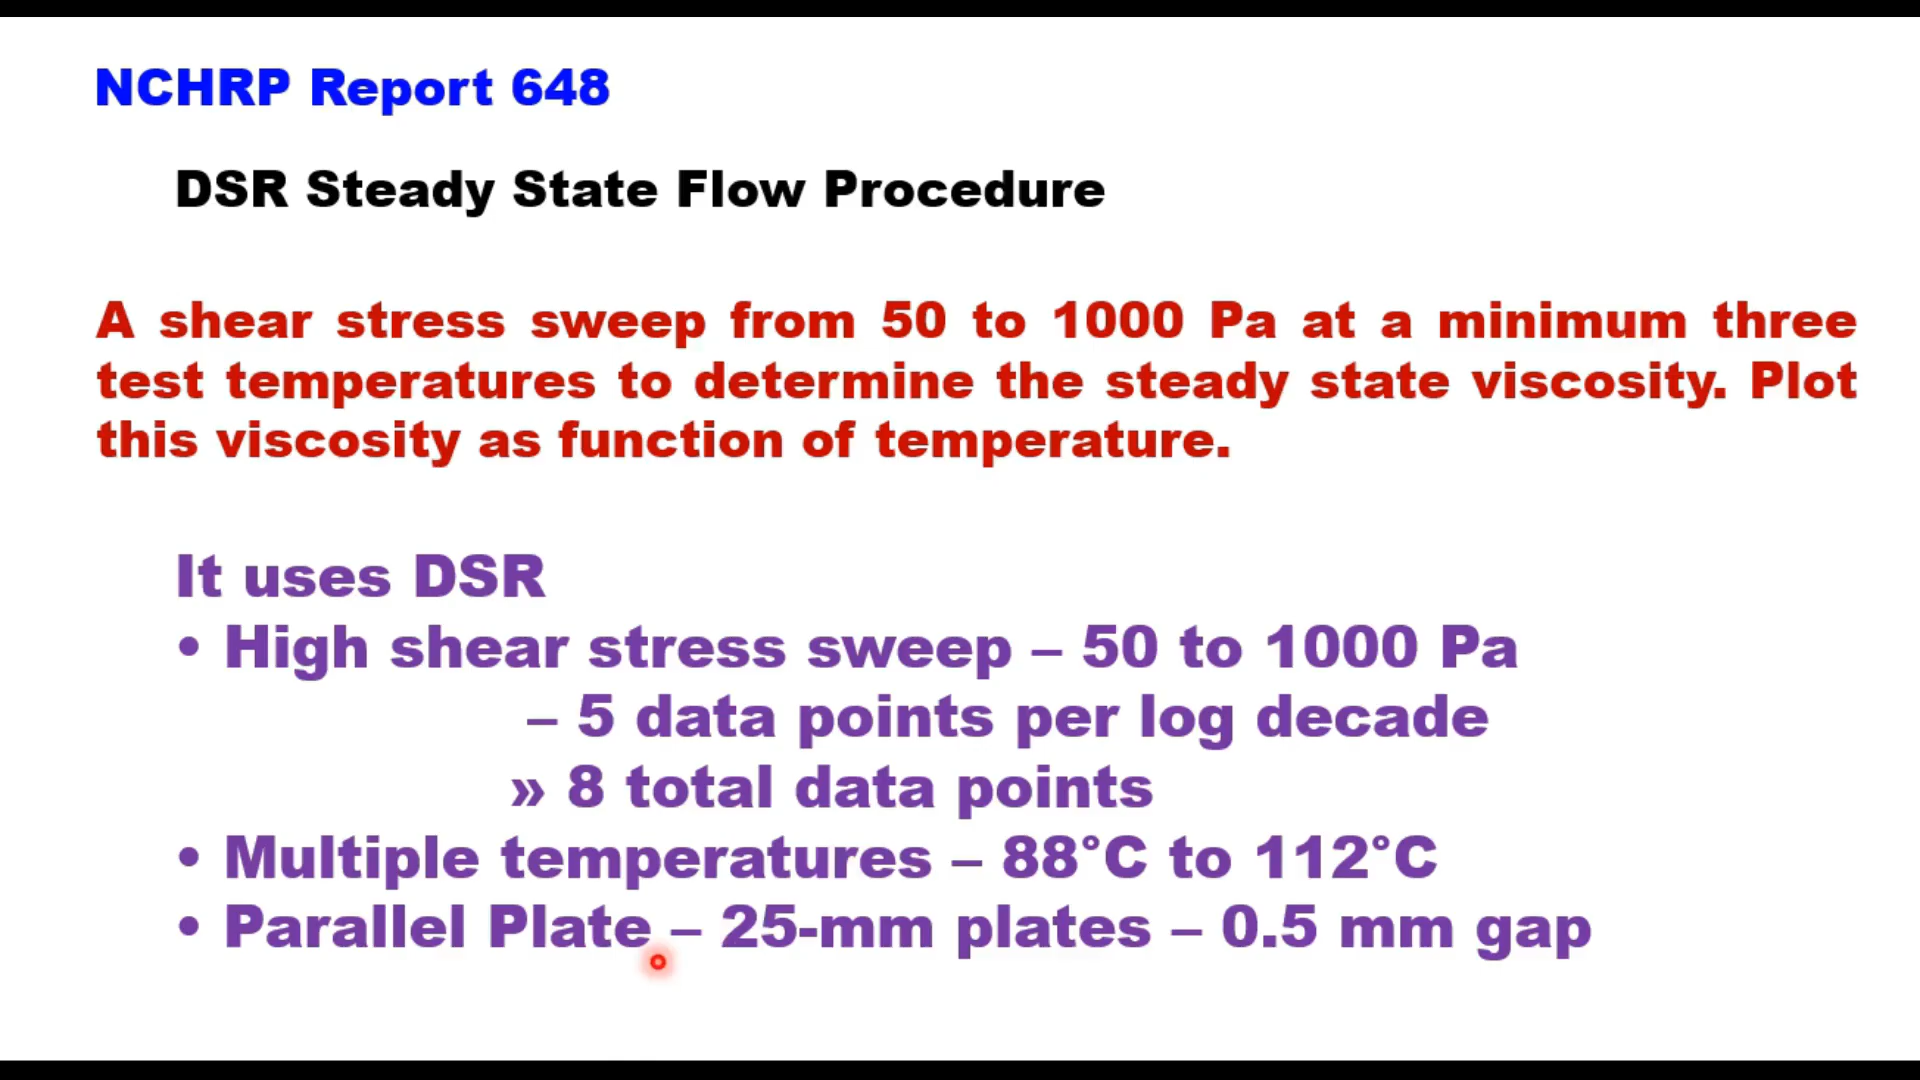 NCHRP Report 648
DSR Steady State Flow Procedure
A shear stress sweep from 50 to 1000 Pa at a minimum three
test temperatures to determine the steady state viscosity. Plot
this viscosity as function of temperature.
It uses DSR
• High shear stress sweep – 50 to 1000 Pa
– 5 data points per log decade
» 8 total data points
• Multiple temperatures – 88°C to 112°C
• Parallel Plate – 25-mm plates – 0.5 mm gap